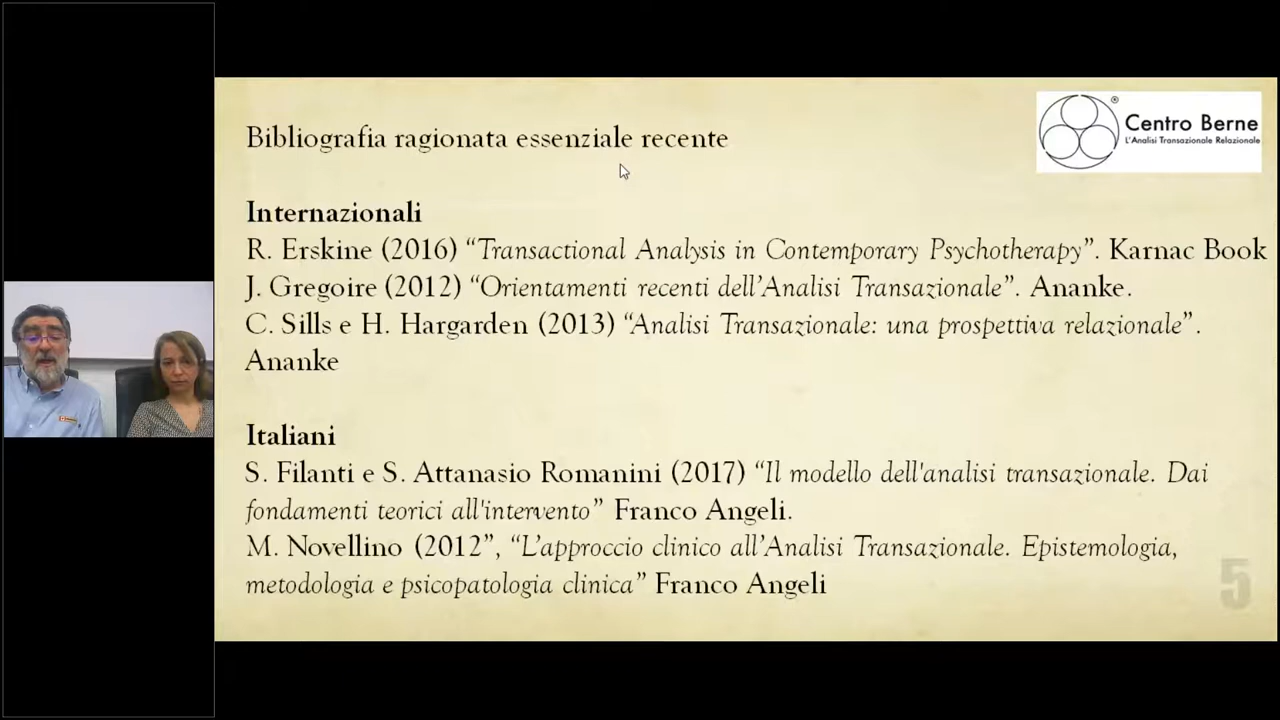 Bibliografia ragionata essenziale recente
Centro Berne
L'Analisi Transazionale Relazionale
Internazionali
R. Erskine (2016) “Transactional Analysis in Contemporary Psychotherapy”. Karnac Book
J. Gregoire (2012) “Orientamenti recenti dell’Analisi Transazionale”. Ananke.
C. Sills e H. Hargarden (2013) “Analisi Transazionale: una prospettiva relazionale”.
Ananke
Italiani
S. Filanti e S. Attanasio Romanini (2017) “Il modello dell'analisi transazionale. Dai
fondamenti teorici all'intervento” Franco Angeli.
M. Novellino (2012”, “L’approccio clinico all’Analisi Transazionale. Epistemologia,
metodologia e psicopatologia clinica” Franco Angeli
5